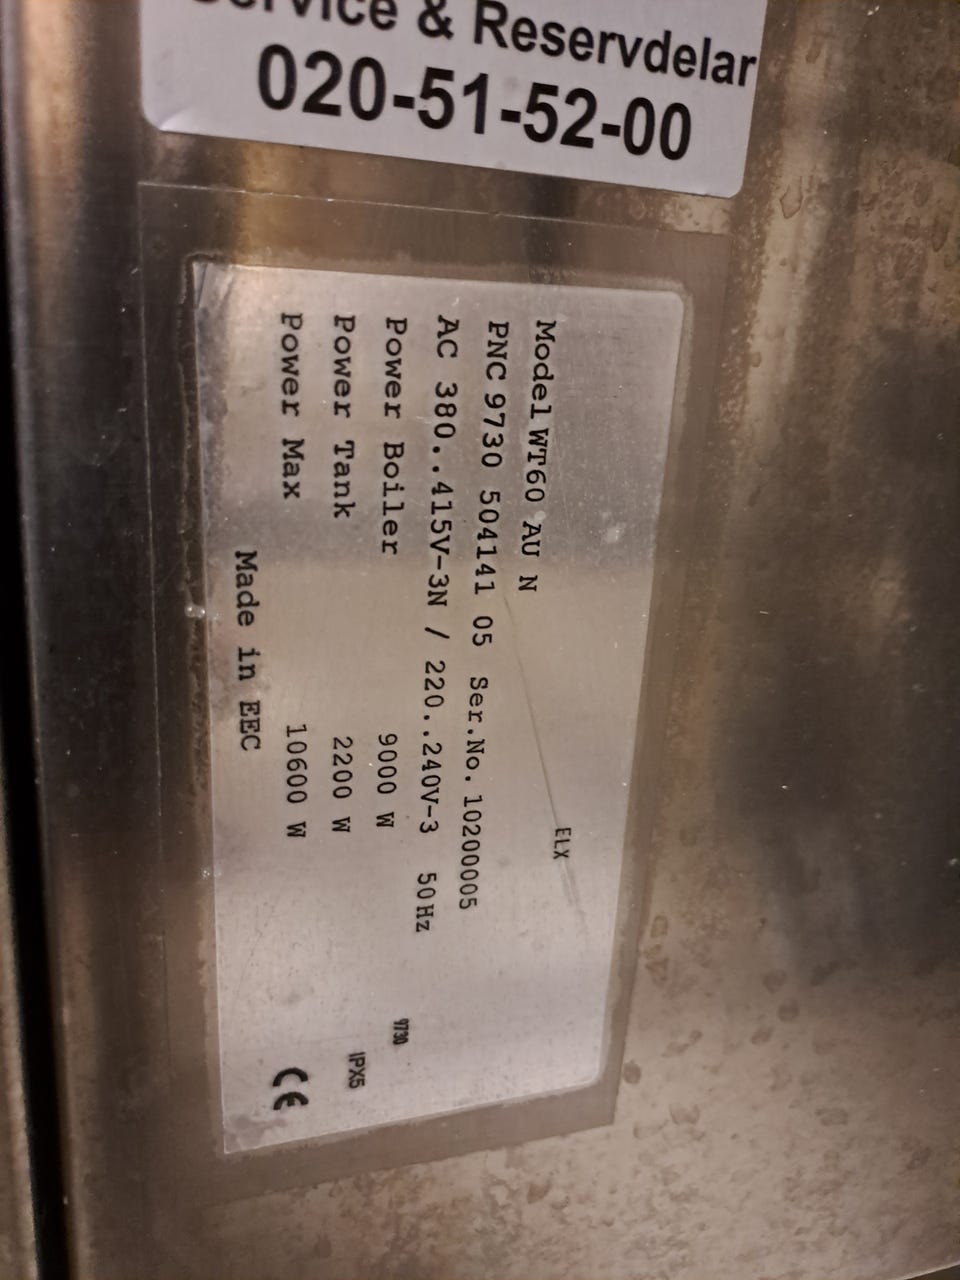 Service & Reservdelar
020-51-52-00
ELX
Model WT60 AU N
PNC 9730 504141 05 Ser.No. 10200005
AC 380..415V-3N / 220..240V-3 50Hz
Power Boiler 9000 W
9730
Power Tank 2200 W
IPX5
Power Max 10600 W
CE
Made in EEC